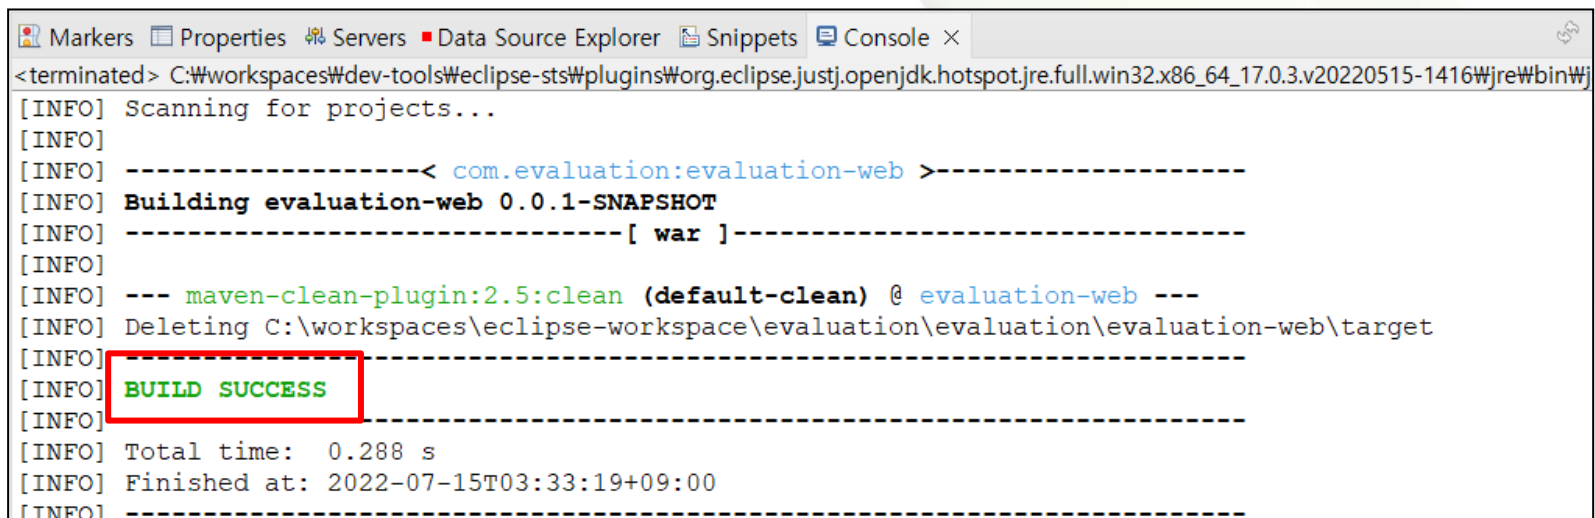 Markers Properties Servers Data Source Explorer Snippets Console ×
<terminated> C:₩workspaces₩dev-tools₩eclipse-sts₩plugins₩org.eclipse.justj.openjdk.hotspot.jre.full.win32.x86_64_17.0.3.v20220515-1416₩jre₩bin₩j
[INFO] Scanning for projects...
[INFO]
[INFO] -------------------< com.evaluation:evaluation-web >--------------------
[INFO] Building evaluation-web 0.0.1-SNAPSHOT
[INFO] --------------------------------[ war ]---------------------------------
[INFO]
[INFO] --- maven-clean-plugin:2.5:clean (default-clean) @ evaluation-web ---
[INFO] Deleting C:\workspaces\eclipse-workspace\evaluation\evaluation\evaluation-web\target
[INFO] ------------------------------------------------------------------------
[INFO] BUILD SUCCESS
[INFO] ------------------------------------------------------------------------
[INFO] Total time:  0.288 s
[INFO] Finished at: 2022-07-15T03:33:19+09:00
[INFO] ------------------------------------------------------------------------